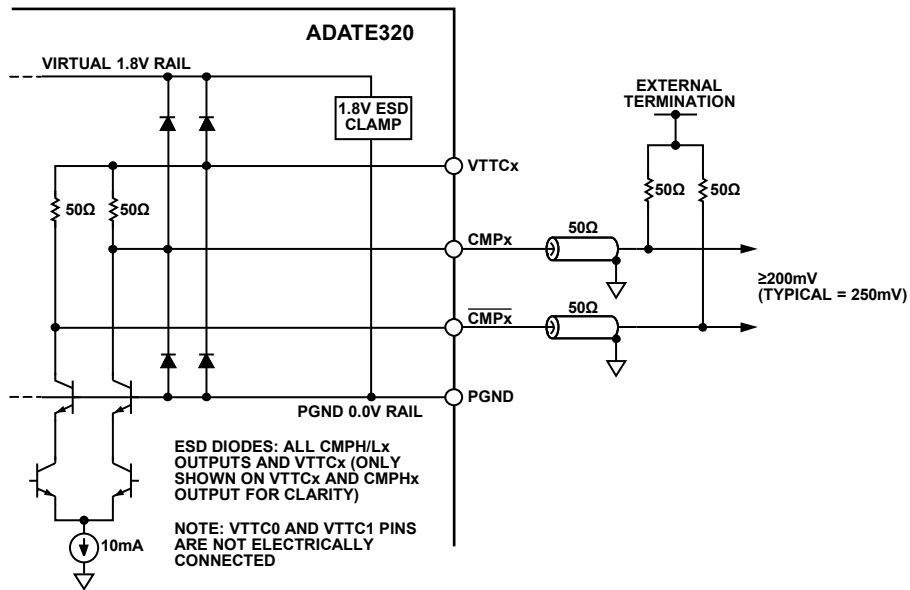 ADATE320
VIRTUAL 1.8V RAIL
1.8V ESD
CLAMP
EXTERNAL
TERMINATION
VTTCx
50Ω
50Ω
50Ω
50Ω
50Ω
CMPx
≥200mV
(TYPICAL = 250mV)
50Ω
CMPx
PGND
PGND 0.0V RAIL
ESD DIODES: ALL CMPH/Lx
OUTPUTS AND VTTCx (ONLY
SHOWN ON VTTCx AND CMPHx
OUTPUT FOR CLARITY)
NOTE: VTTC0 AND VTTC1 PINS
ARE NOT ELECTRICALLY
CONNECTED
10mA